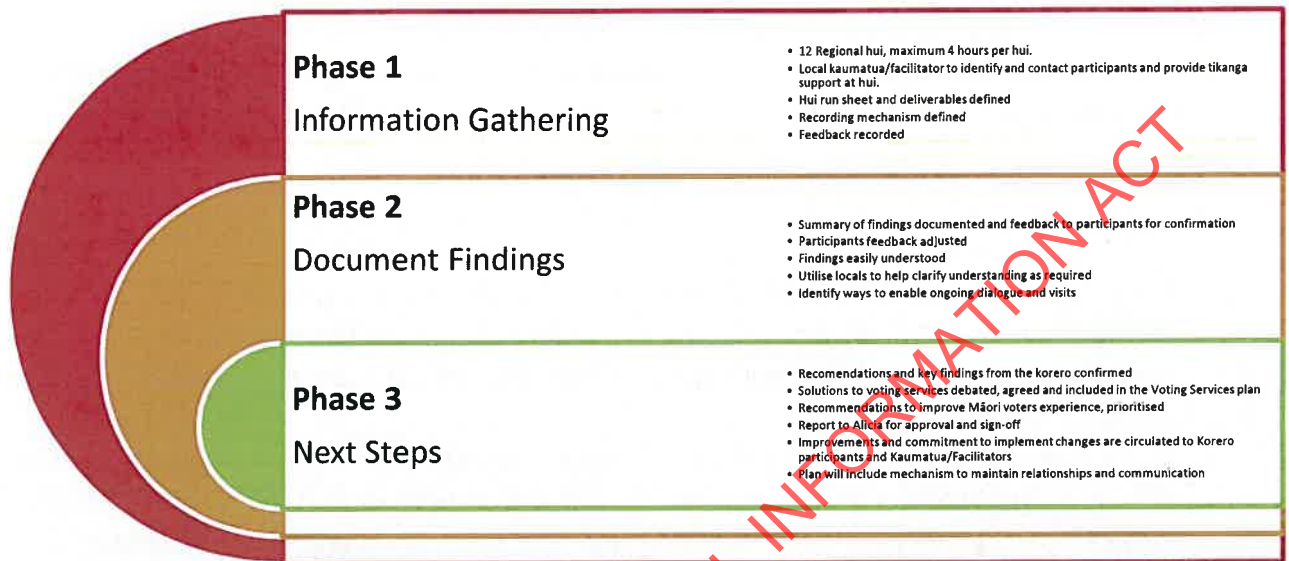 Phase 1
Information Gathering
• 12 Regional hui, maximum 4 hours per hui.
• Local kaumatua/facilitator to identify and contact participants and provide tikanga
support at hui.
• Hui run sheet and deliverables defined
• Recording mechanism defined
• Feedback recorded
Phase 2
Document Findings
• Summary of findings documented and feedback to participants for confirmation
• Participants feedback adjusted
• Findings easily understood
• Utilise locals to help clarify understanding as required
• Identify ways to enable ongoing dialogue and visits
Phase 3
Next Steps
• Recomendations and key findings from the korero confirmed
• Solutions to voting services debated, agreed and included in the Voting Services plan
• Recommendations to improve Māori voters experience, prioritised
• Report to Alicia for approval and sign-off
• Improvements and commitment to implement changes are circulated to Korero
participants and Kaumatua/Facilitators
• Plan will include mechanism to maintain relationships and communication
INFORMATION ACT